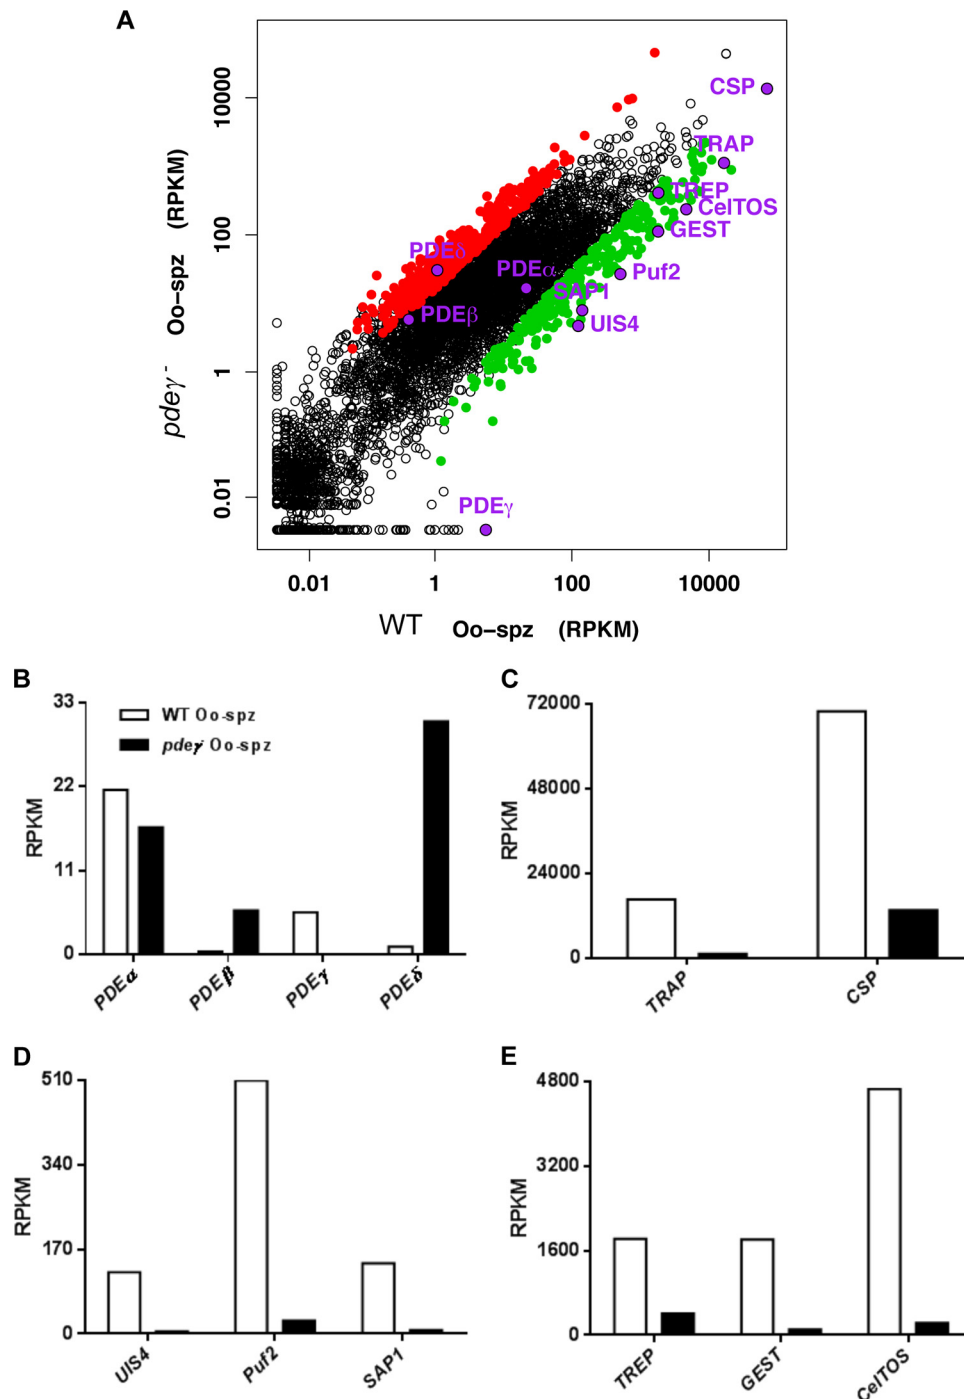 A
10000
100
1
0.01
pdeγ- Oo-spz (RPKM)
CSP
TRAP
TREP
CelTOS
GEST
PDEδ
PDEα
Puf2
SAP1
PDEβ
UIS4
PDEγ
0.01 1 100 10000
WT Oo-spz (RPKM)
B
33
22
11
0
RPKM
WT Oo-spz
pdeγ- Oo-spz
PDEα PDEβ PDEγ PDEδ
C
72000
48000
24000
0
RPKM
TRAP CSP
D
510
340
170
0
RPKM
UIS4 Puf2 SAP1
E
4800
3200
1600
0
RPKM
TREP GEST CelTOS